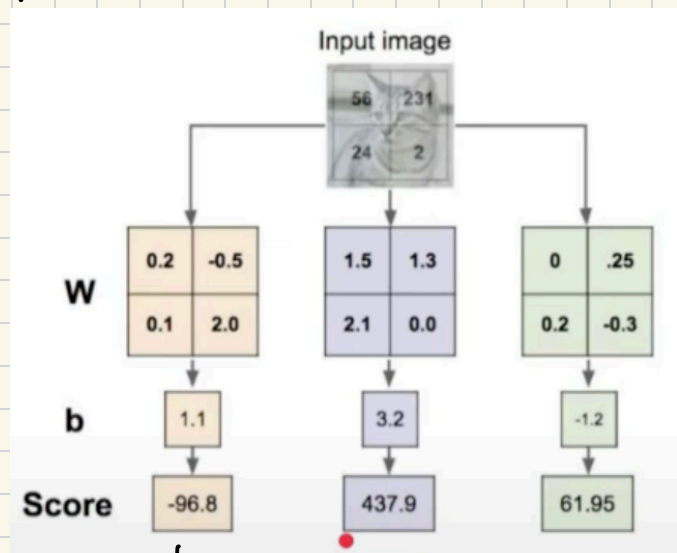 Input image
56 231
24 2
W
0.2 -0.5 1.5 1.3 0 .25
0.1 2.0 2.1 0.0 0.2 -0.3
b 1.1 3.2 -1.2
Score -96.8 437.9 61.95